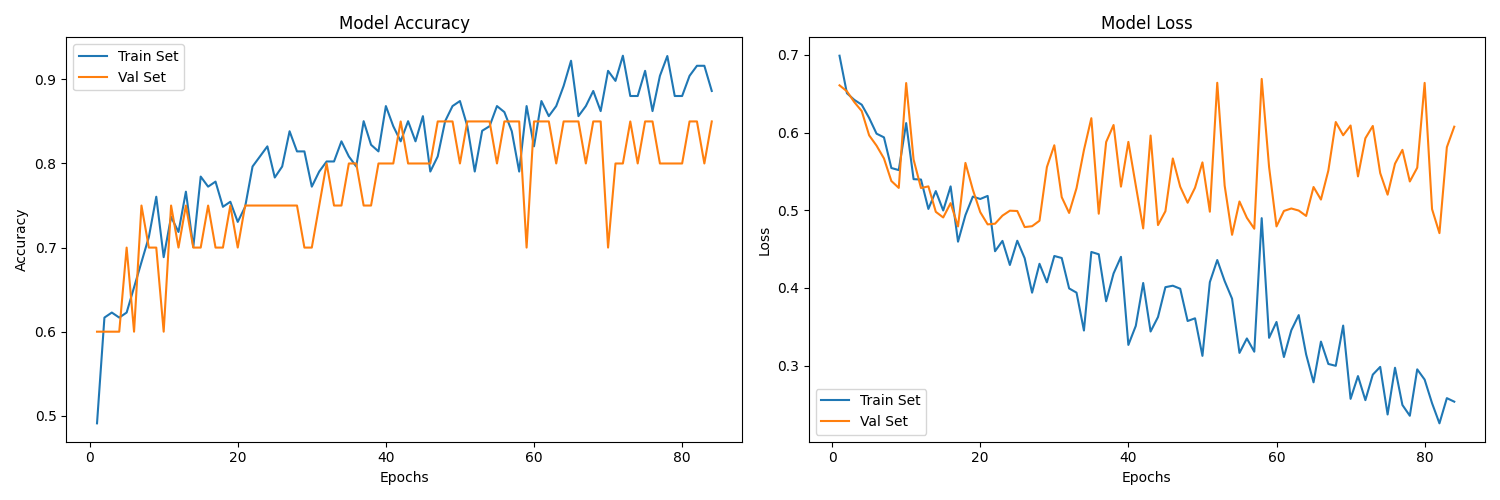 Model Accuracy
Train Set
Val Set
Accuracy
0.9
0.8
0.7
0.6
0.5
0
20
40
60
80
Epochs
Model Loss
Loss
0.7
0.6
0.5
0.4
0.3
Train Set
Val Set
0
20
40
60
80
Epochs